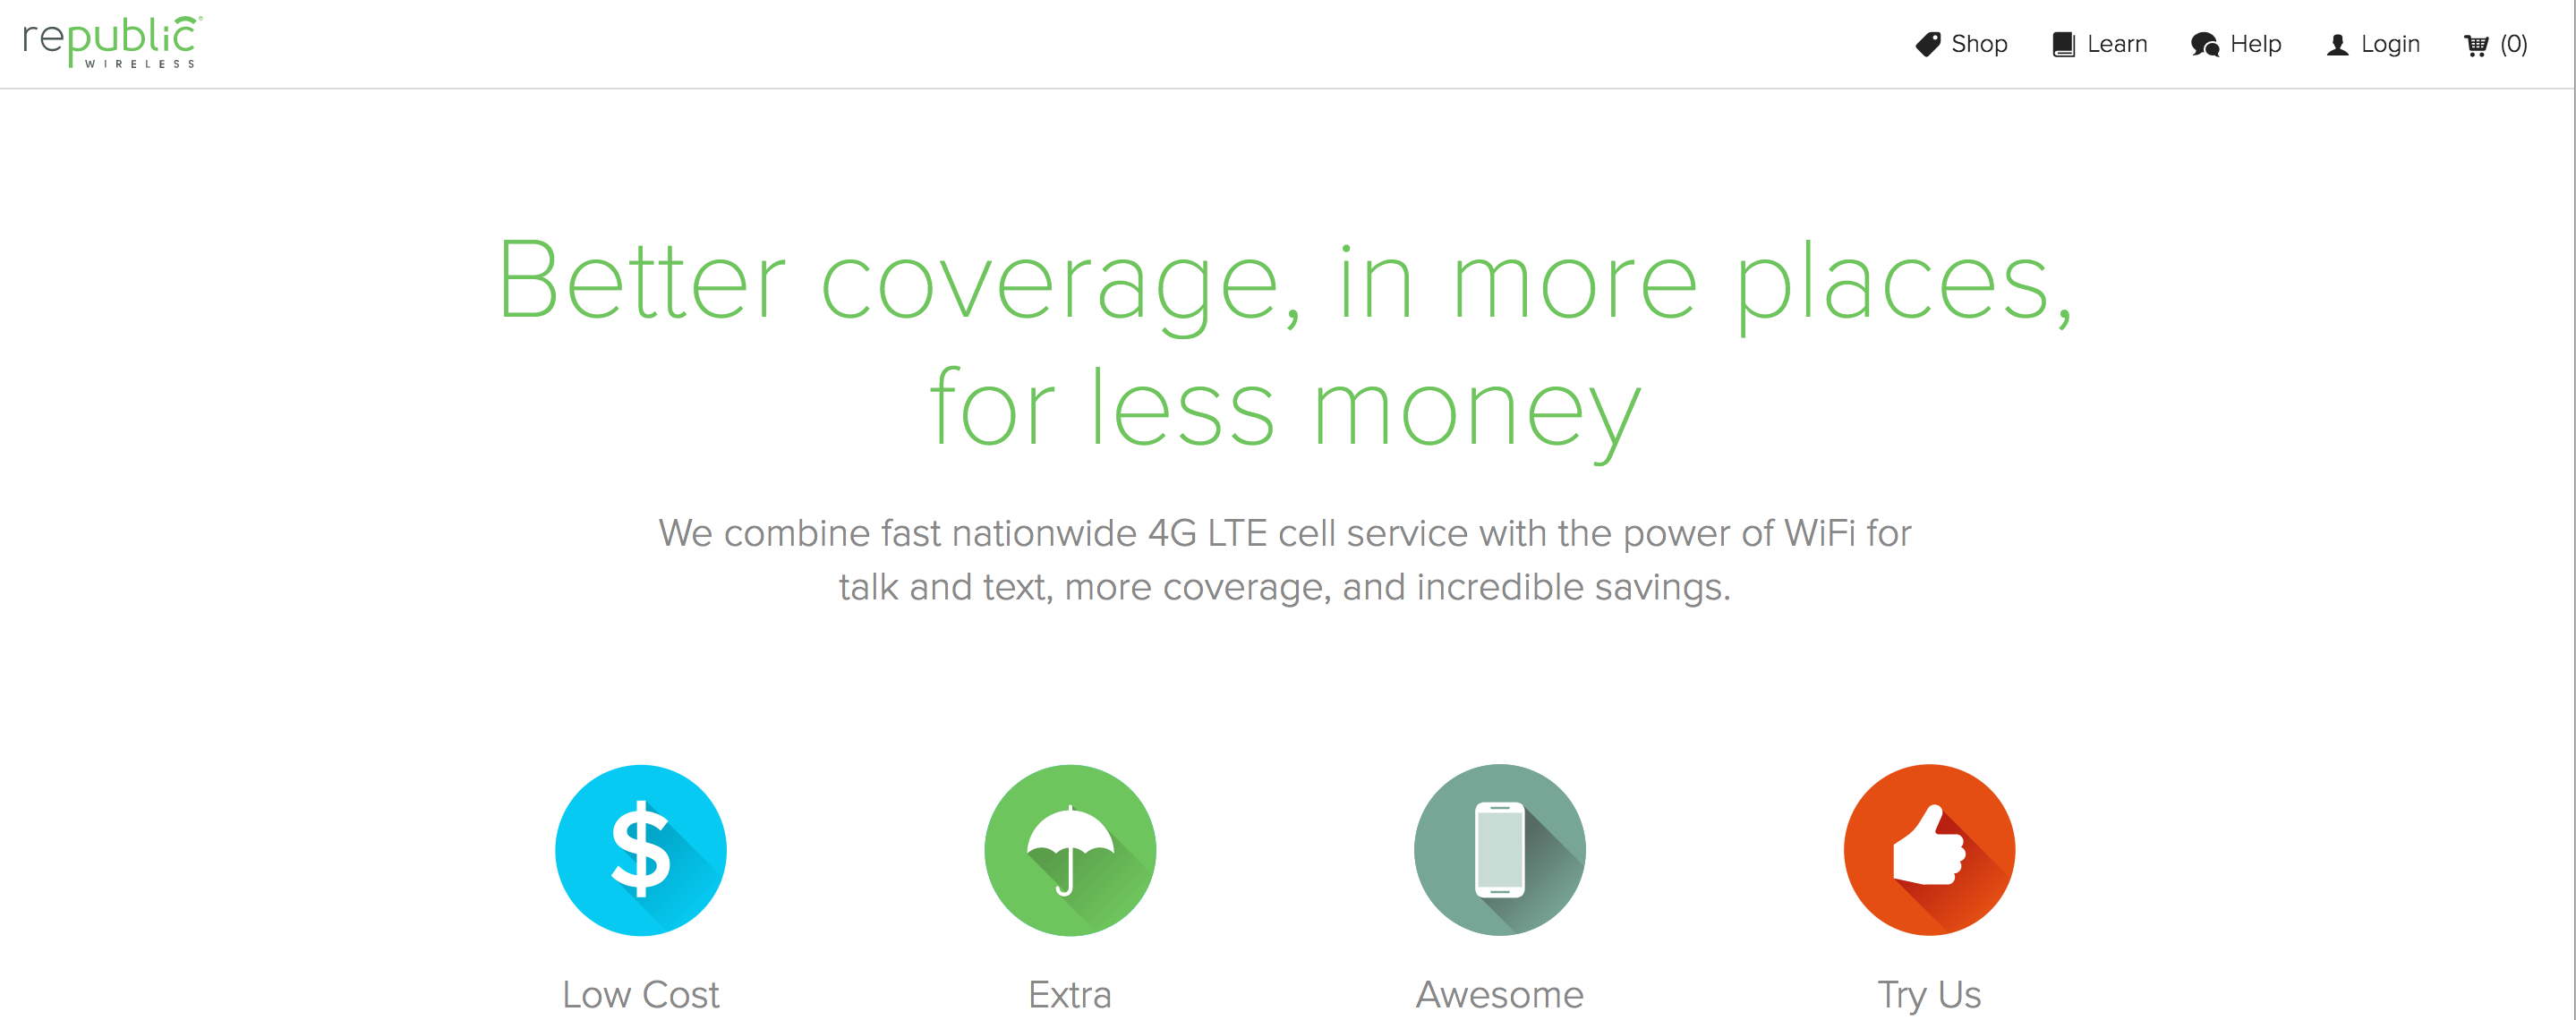 republic®
WIRELESS
Shop Learn Help Login (0)
Better coverage, in more places,
for less money
We combine fast nationwide 4G LTE cell service with the power of WiFi for
talk and text, more coverage, and incredible savings.
$
Low Cost Extra Awesome Try Us